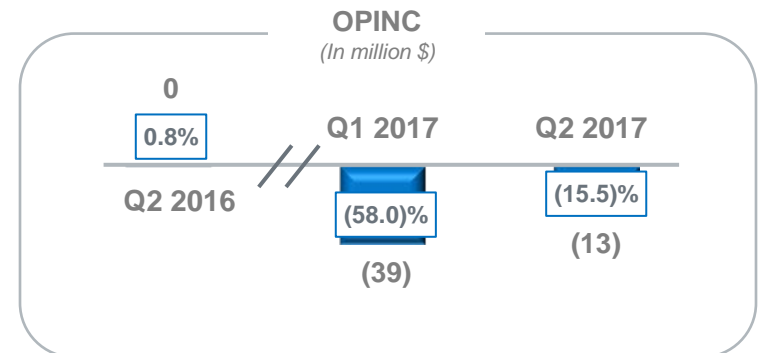 OPINC
(In million $)
0
0.8%
Q1 2017
Q2 2017
Q2 2016
(58.0)%
(15.5)%
(39)
(13)